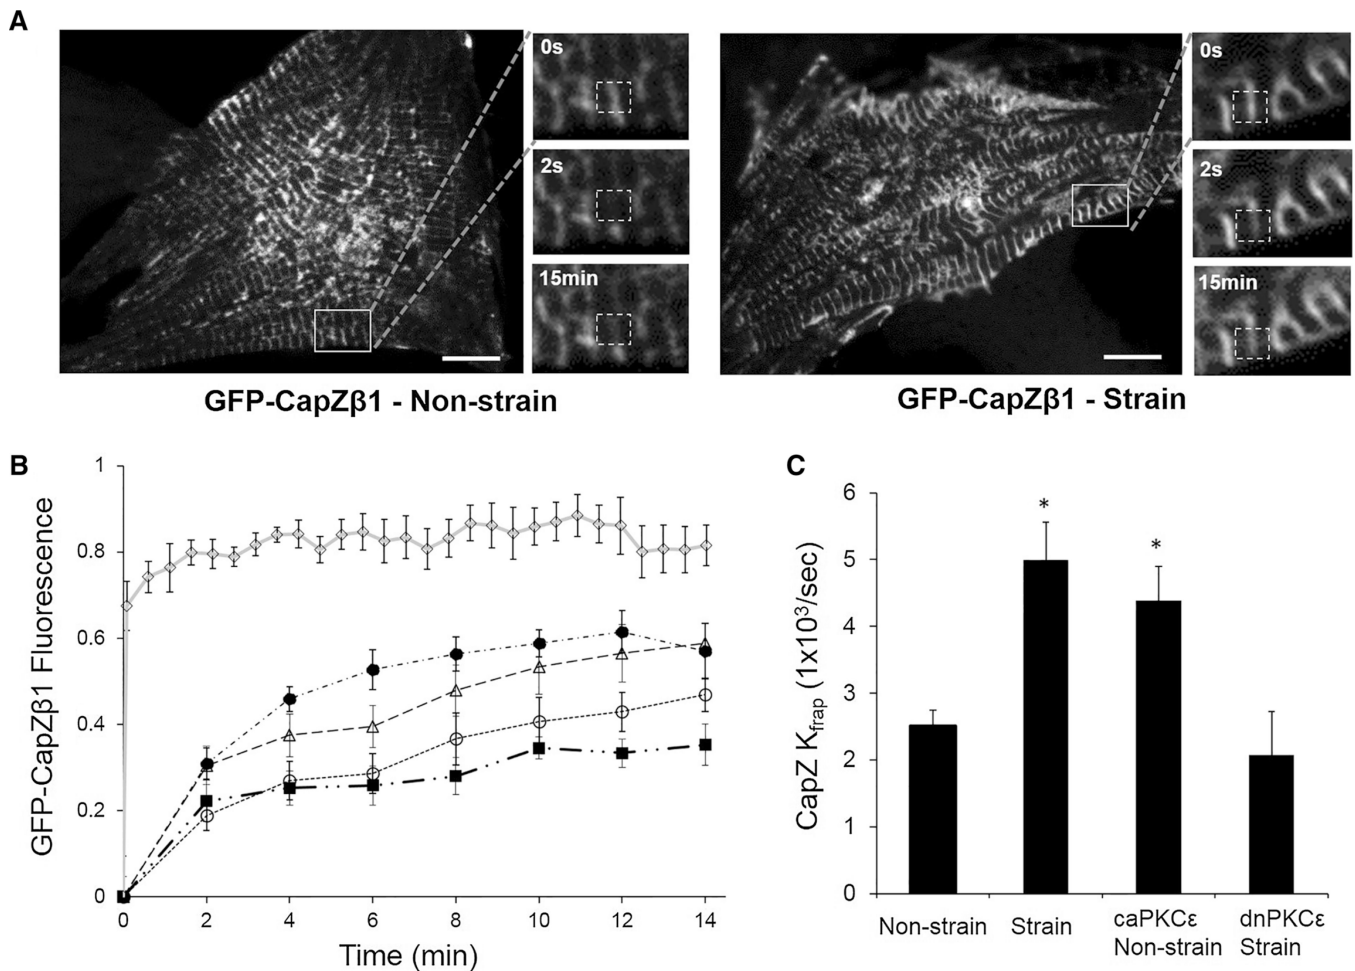 A
0s
2s
15min
GFP-CapZβ1 - Non-strain
0s
2s
15min
GFP-CapZβ1 - Strain
B
GFP-CapZβ1 Fluorescence
1
0.8
0.6
0.4
0.2
0
0 2 4 6 8 10 12 14
Time (min)
C
CapZ Kfrap (1x10³/sec)
6
5
4
3
2
1
0
* *
Non-strain
Strain
caPKCε
Non-strain
dnPKCε
Strain